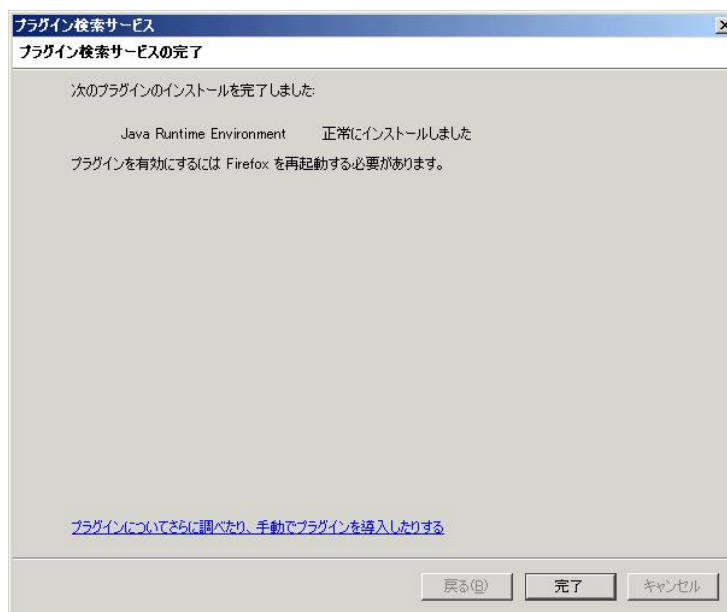 プラグイン検索サービス
プラグイン検索サービスの完了
次のプラグインのインストールを完了しました:
Java Runtime Environment 正常にインストールしました
プラグインを有効にするには Firefox を再起動する必要があります。
プラグインについてさらに調べたり、手動でプラグインを導入したりする
戻る(B) 完了 キャンセル